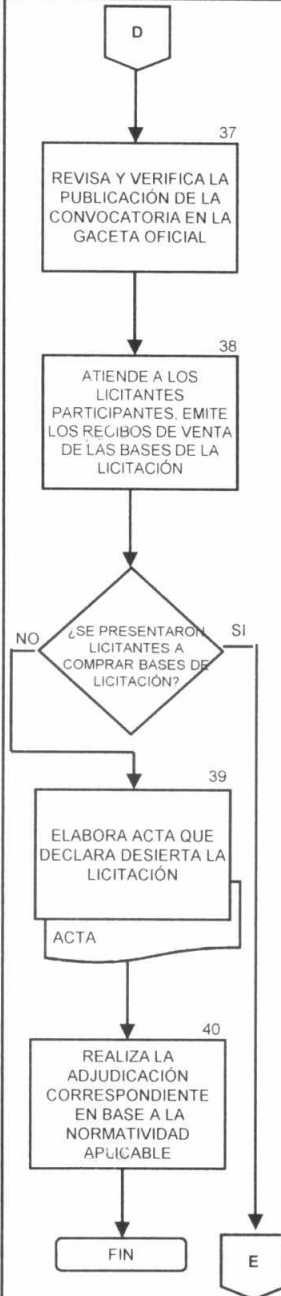 D
37
REVISA Y VERIFICA LA
PUBLICACIÓN DE LA
CONVOCATORIA EN LA
GACETA OFICIAL
38
ATIENDE A LOS
LICITANTES
PARTICIPANTES, EMITE
LOS RECIBOS DE VENTA
DE LAS BASES DE LA
LICITACIÓN
NO
¿SE PRESENTARON
LICITANTES A
COMPRAR BASES DE
LICITACIÓN?
SI
39
ELABORA ACTA QUE
DECLARA DESIERTA LA
LICITACIÓN
ACTA
40
REALIZA LA
ADJUDICACIÓN
CORRESPONDIENTE
EN BASE A LA
NORMATIVIDAD
APLICABLE
FIN
E